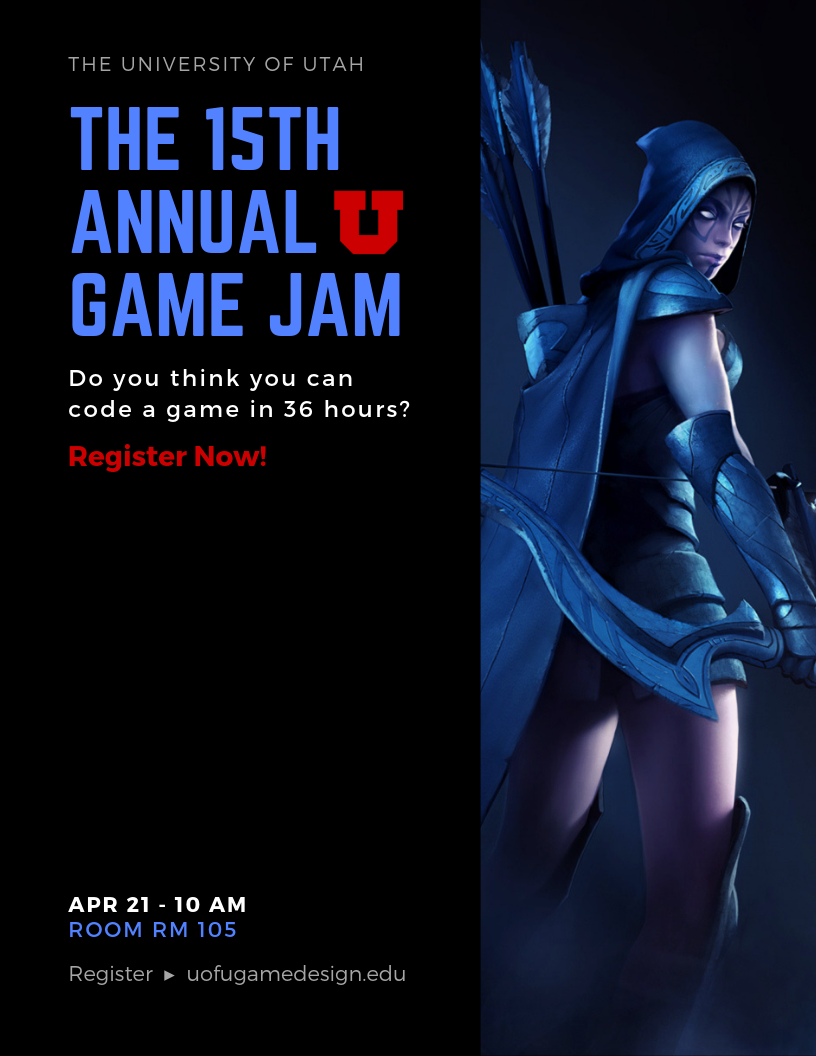 THE UNIVERSITY OF UTAH
THE 15TH
ANNUAL U
GAME JAM
Do you think you can
code a game in 36 hours?
Register Now!
APR 21 - 10 AM
ROOM RM 105
Register ► uofugamedesign.edu